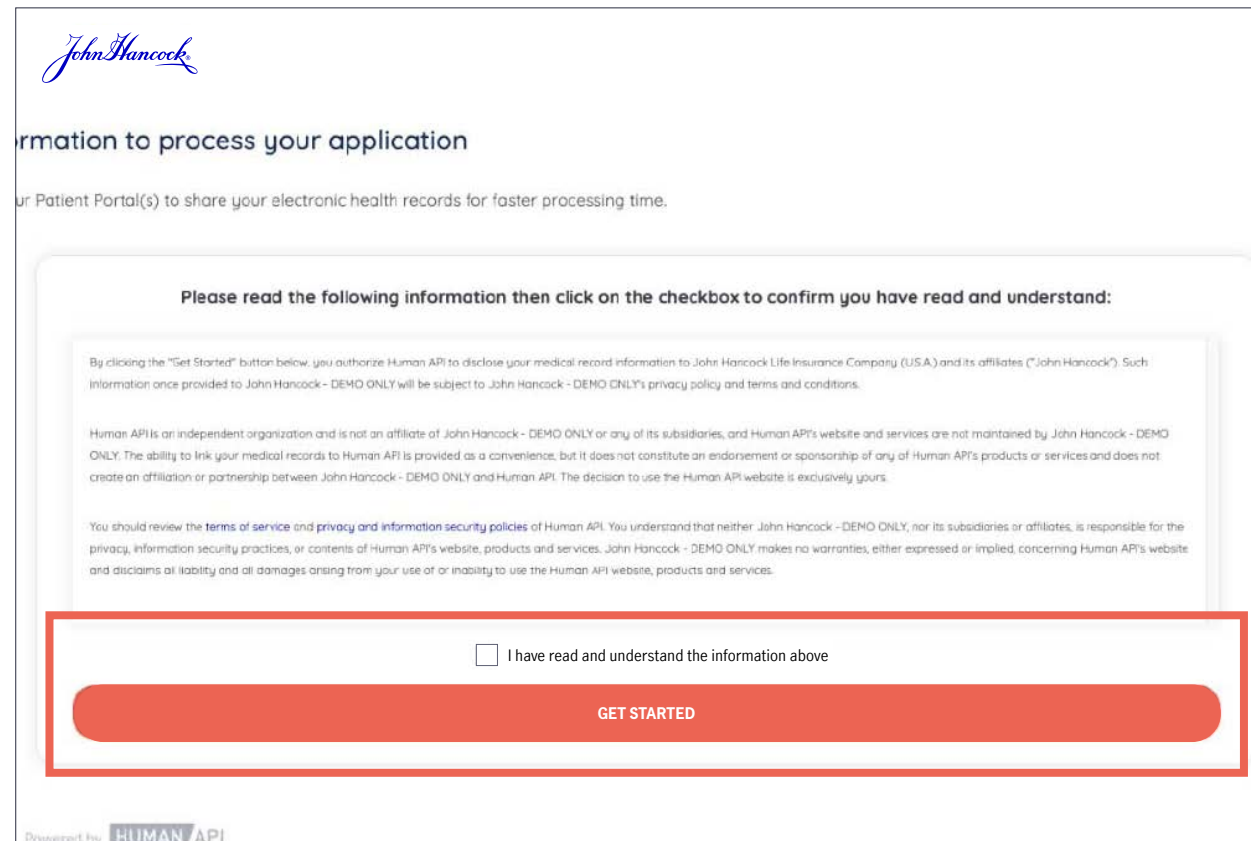 John Hancock®
rmation to process your application
ur Patient Portal(s) to share your electronic health records for faster processing time.
Please read the following information then click on the checkbox to confirm you have read and understand:
By clicking the "Get Started" button below, you authorize Human API to disclose your medical record information to John Hancock Life Insurance Company (U.S.A.) and its affiliates ("John Hancock"). Such
information once provided to John Hancock - DEMO ONLY will be subject to John Hancock - DEMO ONLY's privacy policy and terms and conditions.
Human API is an independent organization and is not an affiliate of John Hancock - DEMO ONLY or any of its subsidiaries, and Human API's website and services are not maintained by John Hancock - DEMO
ONLY. The ability to link your medical records to Human API is provided as a convenience, but it does not constitute an endorsement or sponsorship of any of Human API's products or services and does not
create an affiliation or partnership between John Hancock - DEMO ONLY and Human API. The decision to use the Human API website is exclusively yours.
You should review the terms of service and privacy and information security policies of Human API. You understand that neither John Hancock - DEMO ONLY, nor its subsidiaries or affiliates, is responsible for the
privacy, information security practices, or contents of Human API's website, products and services. John Hancock - DEMO ONLY makes no warranties, either expressed or implied, concerning Human API's website
and disclaims all liability and all damages arising from your use of or inability to use the Human API website, products and services.
I have read and understand the information above
GET STARTED
Powered by HUMAN API